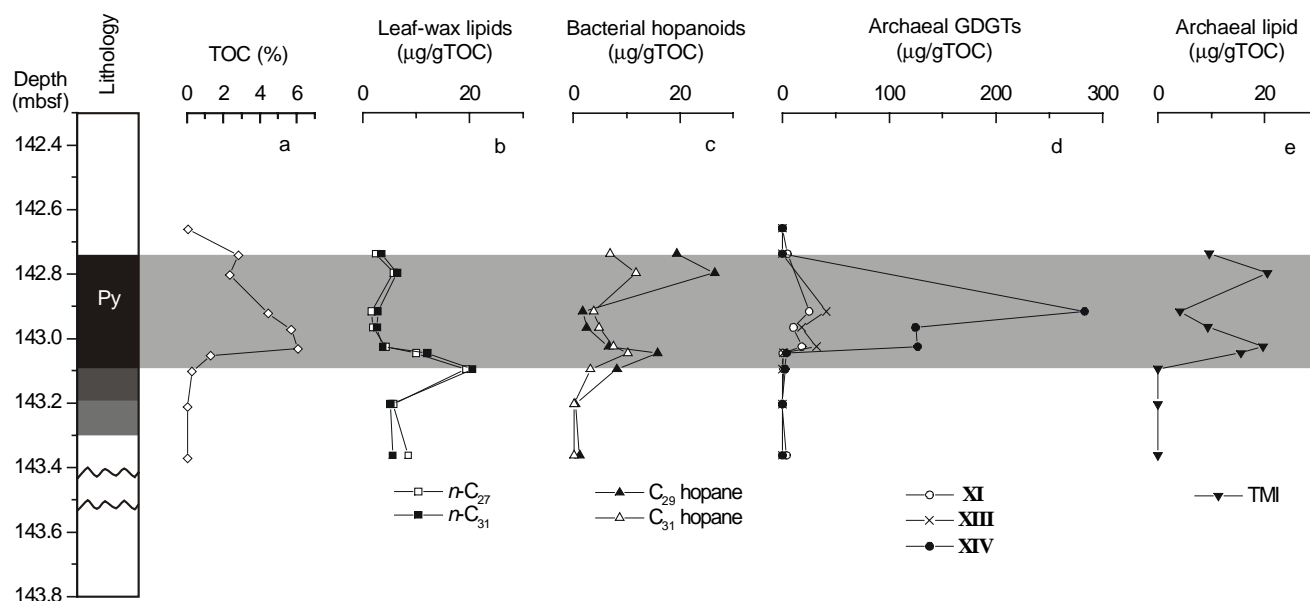 Depth
(mbsf)
Lithology
TOC (%)
Leaf-wax lipids
(µg/gTOC)
Bacterial hopanoids
(µg/gTOC)
Archaeal GDGTs
(µg/gTOC)
Archaeal lipid
(µg/gTOC)
0 2 4 6
0 20
0 20
0 100 200 300
0 20
a
b
c
d
e
142.4
142.6
142.8
143.0
143.2
143.4
143.6
143.8
Py
n-C27
n-C31
C29 hopane
C31 hopane
XI
XIII
XIV
TMI